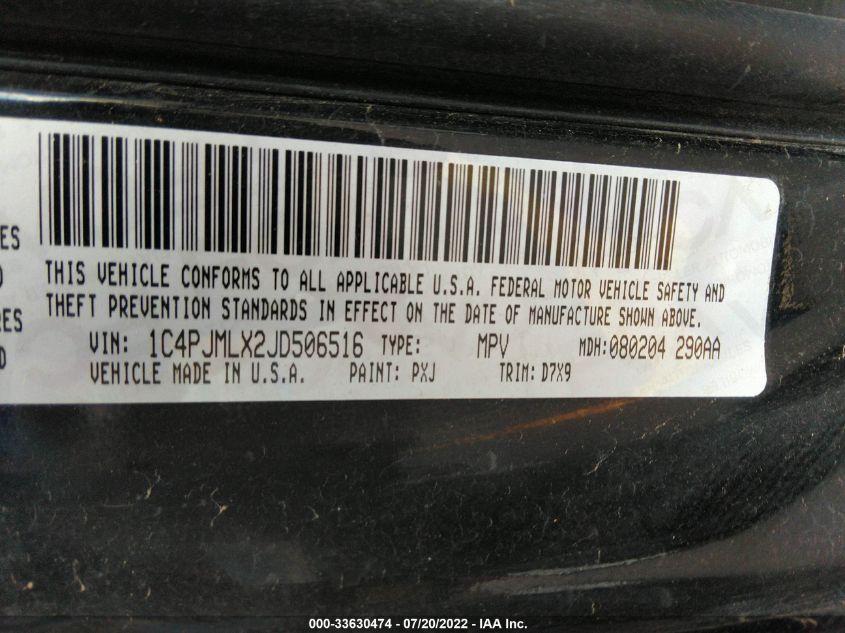 ES
THIS VEHICLE CONFORMS TO ALL APPLICABLE U.S.A. FEDERAL MOTOR VEHICLE SAFETY AND
THEFT PREVENTION STANDARDS IN EFFECT ON THE DATE OF MANUFACTURE SHOWN ABOVE.
RES
VIN: 1C4PJMLX2JD506516 TYPE: MPV MDH:080204 290AA
D
VEHICLE MADE IN U.S.A. PAINT: PXJ TRIM: D7X9
000-33630474 / 07/20/2022 - IAA Inc.